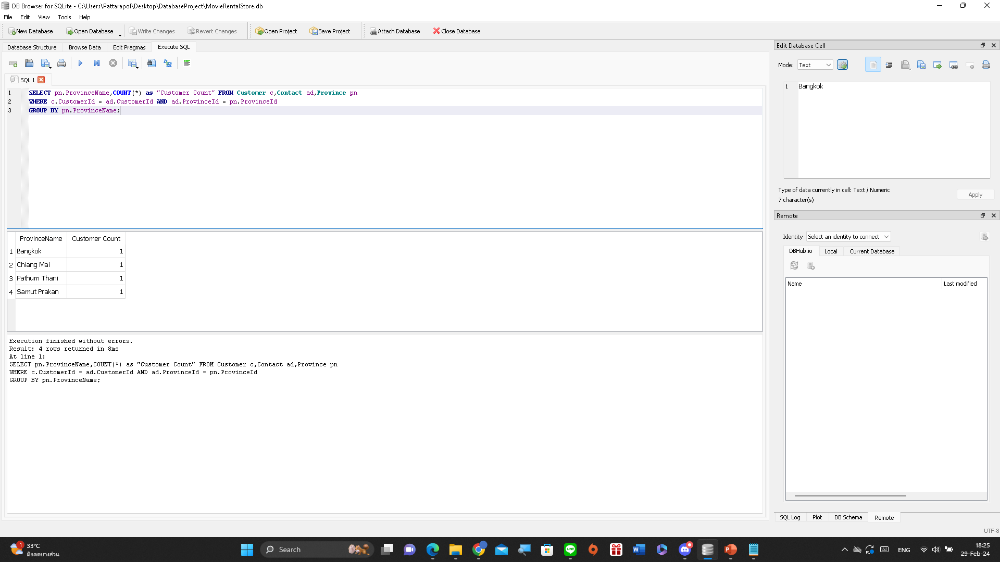 DB Browser for SQLite - C:\Users\Pattarapol\Desktop\DatabaseProject\MovieRentalStore.db
File Edit View Tools Help
New Database Open Database Write Changes Revert Changes Open Project Save Project Attach Database Close Database
Database Structure Browse Data Edit Pragmas Execute SQL
SQL 1
1 SELECT pn.ProvinceName,COUNT(*) as "Customer Count" FROM Customer c,Contact ad,Province pn
2 WHERE c.CustomerId = ad.CustomerId AND ad.ProvinceId = pn.ProvinceId
3 GROUP BY pn.ProvinceName;
ProvinceName Customer Count
1 Bangkok 1
2 Chiang Mai 1
3 Pathum Thani 1
4 Samut Prakan 1
Execution finished without errors.
Result: 4 rows returned in 8ms
At line 1:
SELECT pn.ProvinceName,COUNT(*) as "Customer Count" FROM Customer c,Contact ad,Province pn
WHERE c.CustomerId = ad.CustomerId AND ad.ProvinceId = pn.ProvinceId
GROUP BY pn.ProvinceName;
Edit Database Cell
Mode: Text
1 Bangkok
Type of data currently in cell: Text / Numeric
7 character(s)
Apply
Remote
Identity Select an identity to connect
DBHub.io Local Current Database
Name Last modified
SQL Log Plot DB Schema Remote
UTF-8
1
33°C
มีแดดบางส่วน
Search
LINE
ENG
18:25
29-Feb-24